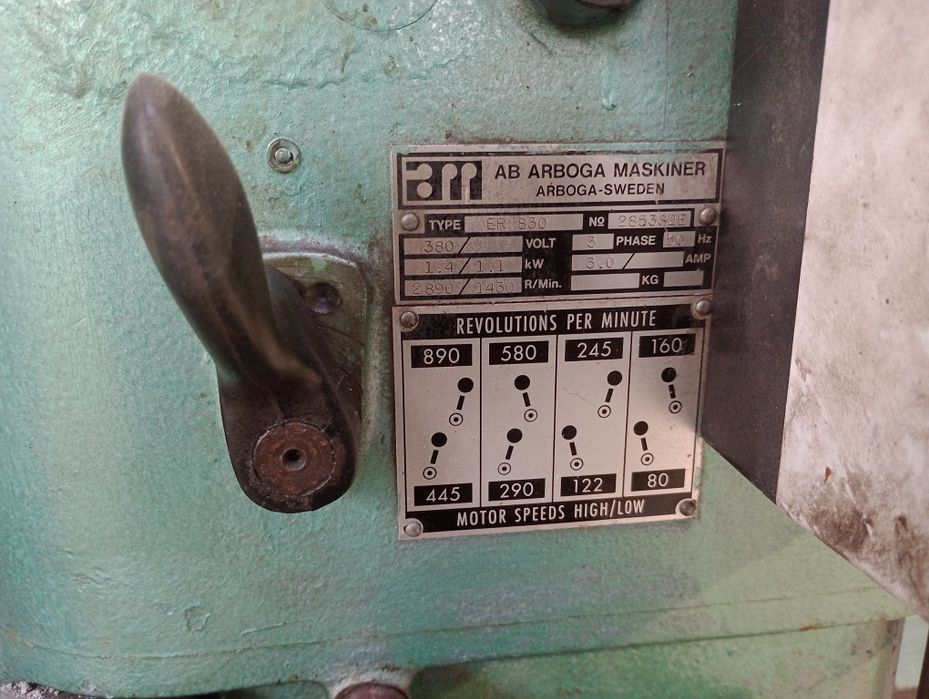 am AB ARBOGA MASKINER
ARBOGA-SWEDEN
TYPE ER 830 № 285382E
380/ VOLT 3 PHASE 50 Hz
1.4/1.1 kW 3.0/ AMP
2890/1430 R/Min. KG
REVOLUTIONS PER MINUTE
890 580 245 160
445 290 122 80
MOTOR SPEEDS HIGH/LOW